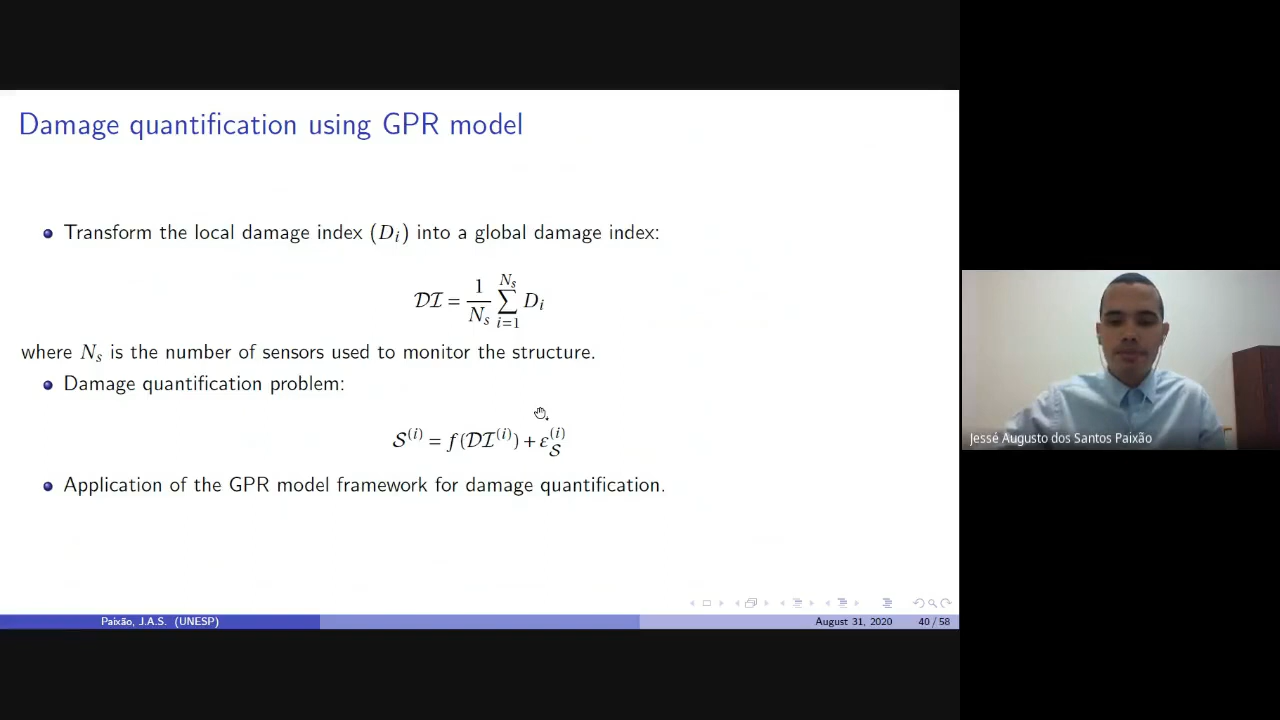 Damage quantification using GPR model
Transform the local damage index (Dᵢ) into a global damage index:
𝒟ℐ = 1/Nₛ ∑_{i=1}^{Nₛ} Dᵢ
where Nₛ is the number of sensors used to monitor the structure.
Damage quantification problem:
𝒮^{(i)} = f(𝒟ℐ^{(i)}) + ε_𝒮^{(i)}
Application of the GPR model framework for damage quantification.
Jessé Augusto dos Santos Paixão
Paixão, J.A.S. (UNESP)
August 31, 2020
40 / 58